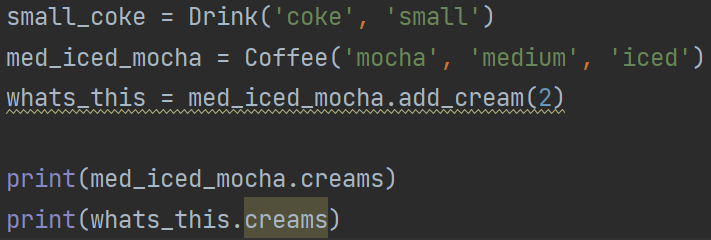 small_coke = Drink('coke', 'small')
med_iced_mocha = Coffee('mocha', 'medium', 'iced')
whats_this = med_iced_mocha.add_cream(2)
print(med_iced_mocha.creams)
print(whats_this.creams)